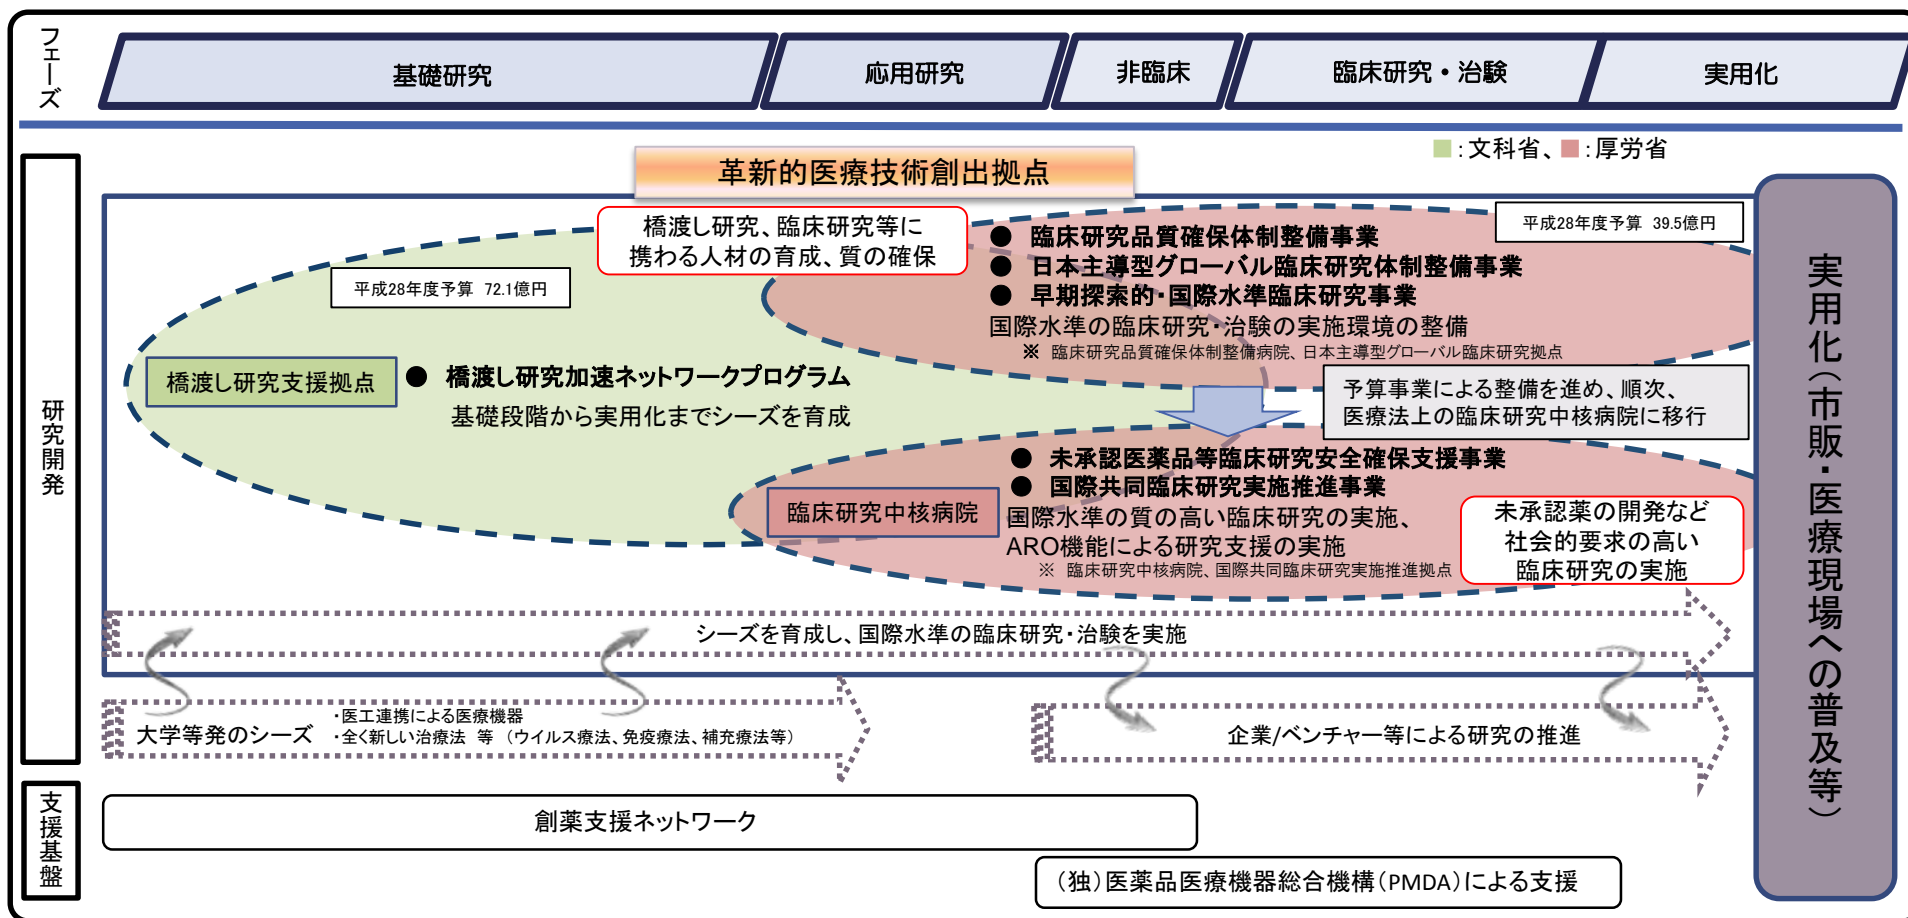 フェーズ
基礎研究
応用研究
非臨床
臨床研究・治験
実用化
:文科省、 :厚労省
研究開発
革新的医療技術創出拠点
橋渡し研究、臨床研究等に
携わる人材の育成、質の確保
平成28年度予算 72.1億円
平成28年度予算 39.5億円
● 臨床研究品質確保体制整備事業
● 日本主導型グローバル臨床研究体制整備事業
● 早期探索的・国際水準臨床研究事業
国際水準の臨床研究・治験の実施環境の整備
※ 臨床研究品質確保体制整備病院、日本主導型グローバル臨床研究拠点
橋渡し研究支援拠点
● 橋渡し研究加速ネットワークプログラム
基礎段階から実用化までシーズを育成
予算事業による整備を進め、順次、
医療法上の臨床研究中核病院に移行
● 未承認医薬品等臨床研究安全確保支援事業
● 国際共同臨床研究実施推進事業
臨床研究中核病院
国際水準の質の高い臨床研究の実施、
ARO機能による研究支援の実施
※ 臨床研究中核病院、国際共同臨床研究実施推進拠点
未承認薬の開発など
社会的要求の高い
臨床研究の実施
シーズを育成し、国際水準の臨床研究・治験を実施
大学等発のシーズ
・医工連携による医療機器
・全く新しい治療法 等 (ウイルス療法、免疫療法、補充療法等)
企業/ベンチャー等による研究の推進
実用化(市販・医療現場への普及等)
支援基盤
創薬支援ネットワーク
(独)医薬品医療機器総合機構(PMDA)による支援